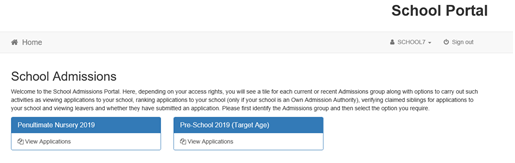 School Portal
Home
SCHOOL7
Sign out
School Admissions
Welcome to the School Admissions Portal. Here, depending on your access rights, you will see a tile for each current or recent Admissions group along with options to carry out such
activities as viewing applications to your school, ranking applications to your school (only if your school is an Own Admission Authority), verifying claimed siblings for applications to
your school and viewing leavers and whether they have submitted an application. Please first identify the Admissions group and then select the option you require.
Penultimate Nursery 2019
Pre-School 2019 (Target Age)
View Applications
View Applications